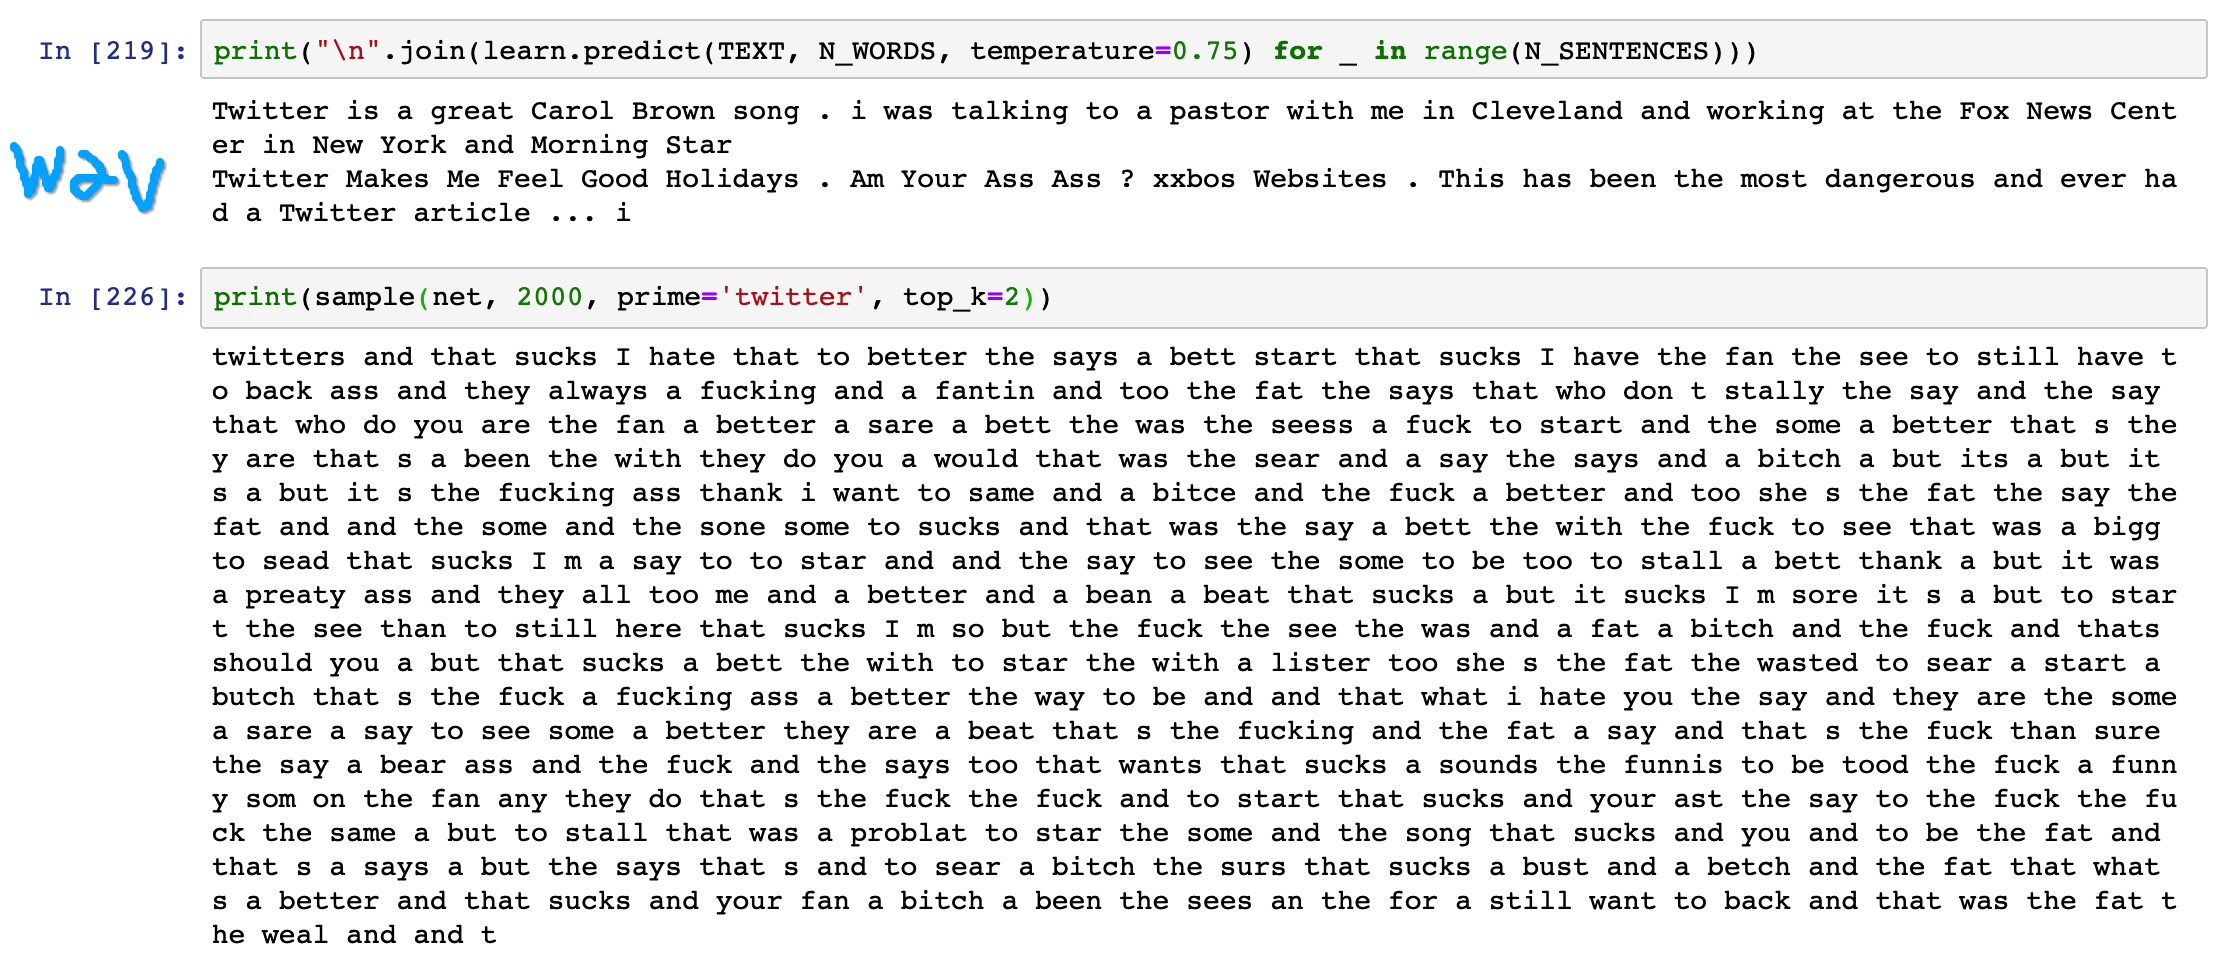 In [219]: print("\n".join(learn.predict(TEXT, N_WORDS, temperature=0.75) for _ in range(N_SENTENCES)))
Twitter is a great Carol Brown song . i was talking to a pastor with me in Cleveland and working at the Fox News Cent
er in New York and Morning Star
w2v
Twitter Makes Me Feel Good Holidays . Am Your Ass Ass ? xxbos Websites . This has been the most dangerous and ever ha
d a Twitter article ... i
In [226]: print(sample(net, 2000, prime='twitter', top_k=2))
twitters and that sucks I hate that to better the says a bett start that sucks I have the fan the see to still have t
o back ass and they always a fucking and a fantin and too the fat the says that who don t stally the say and the say
that who do you are the fan a better a sare a bett the was the seess a fuck to start and the some a better that s the
y are that s a been the with they do you a would that was the sear and a say the says and a bitch a but its a but it
s a but it s the fucking ass thank i want to same and a bitce and the fuck a better and too she s the fat the say the
fat and and the some and the sone some to sucks and that was the say a bett the with the fuck to see that was a bigg
to sead that sucks I m a say to to star and and the say to see the some to be too to stall a bett thank a but it was
a preaty ass and they all too me and a better and a bean a beat that sucks a but it sucks I m sore it s a but to star
t the see than to still here that sucks I m so but the fuck the see the was and a fat a bitch and the fuck and thats
should you a but that sucks a bett the with to star the with a lister too she s the fat the wasted to sear a start a
butch that s the fuck a fucking ass a better the way to be and and that what i hate you the say and they are the some
a sare a say to see some a better they are a beat that s the fucking and the fat a say and that s the fuck than sure
the say a bear ass and the fuck and the says too that wants that sucks a sounds the funnis to be tood the fuck a funn
y som on the fan any they do that s the fuck the fuck and to start that sucks and your ast the say to the fuck the fu
ck the same a but to stall that was a problat to star the some and the song that sucks and you and to be the fat and
that s a says a but the says that s and to sear a bitch the surs that sucks a bust and a betch and the fat that what
s a better and that sucks and your fan a bitch a been the sees an the for a still want to back and that was the fat t
he weal and and t